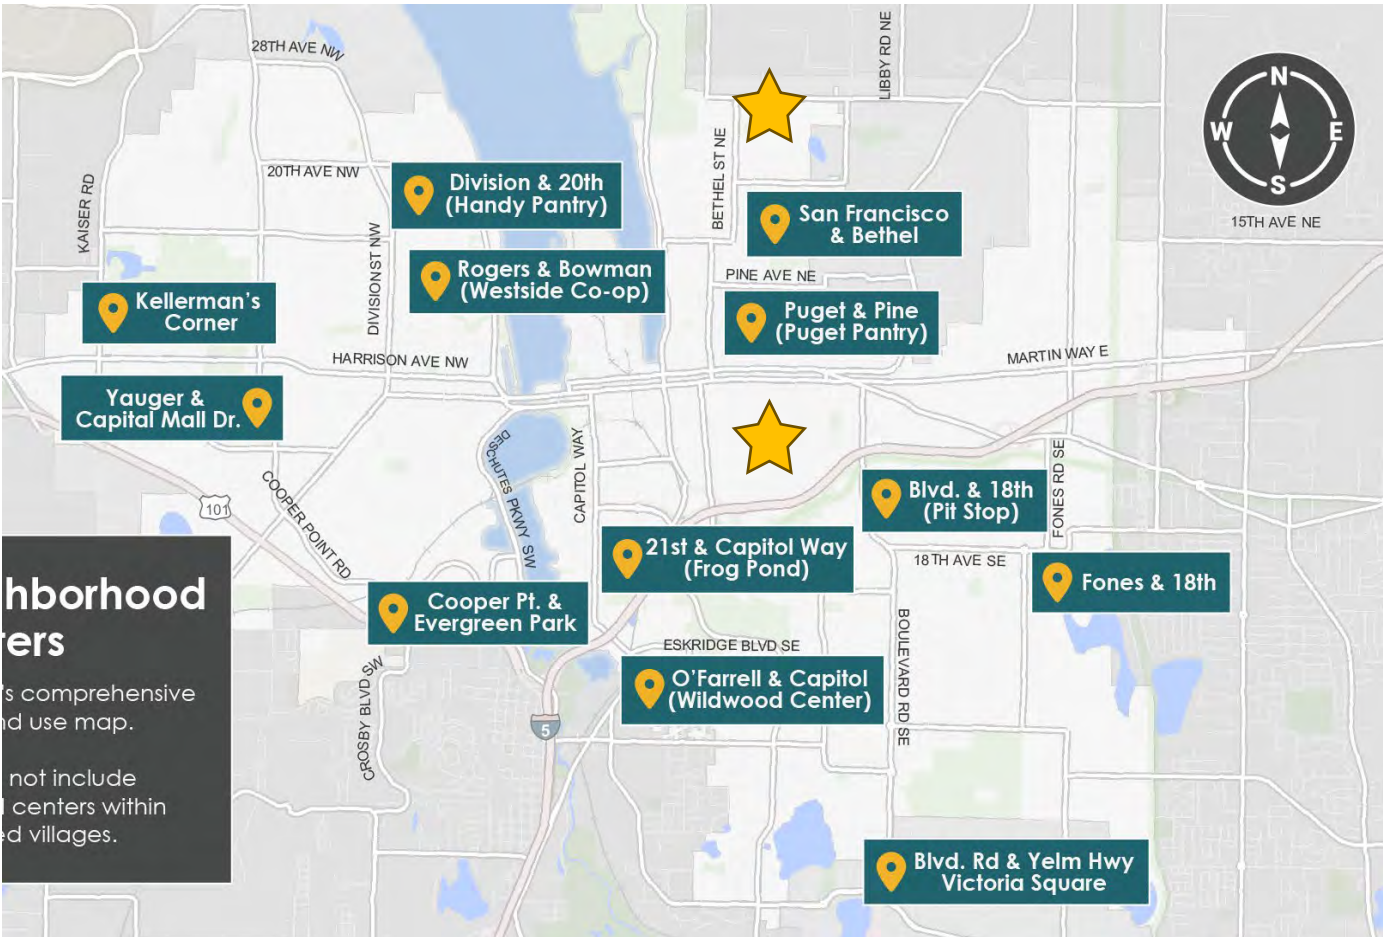 28TH AVE NW
LIBBY RD NE
N
W
E
S
15TH AVE NE
20TH AVE NW
Division & 20th
(Handy Pantry)
BETHEL ST NE
KAISER RD
San Francisco
& Bethel
DIVISION ST NW
Rogers & Bowman
(Westside Co-op)
PINE AVE NE
Kellerman's
Corner
Puget & Pine
(Puget Pantry)
HARRISON AVE NW
MARTIN WAY E
Yauger &
Capital Mall Dr.
DESCHUTES PKWY SW
CAPITOL WAY
COOPER POINT RD
101
FONES RD SE
Blvd. & 18th
(Pit Stop)
21st & Capitol Way
(Frog Pond)
18TH AVE SE
Fones & 18th
Cooper Pt. &
Evergreen Park
hborhood
ers
's comprehensive
nd use map.
not include
centers within
ed villages.
ESKRIDGE BLVD SE
BOULEVARD RD SE
O'Farrell & Capitol
(Wildwood Center)
CROSBY BLVD SW
5
Blvd. Rd & Yelm Hwy
Victoria Square